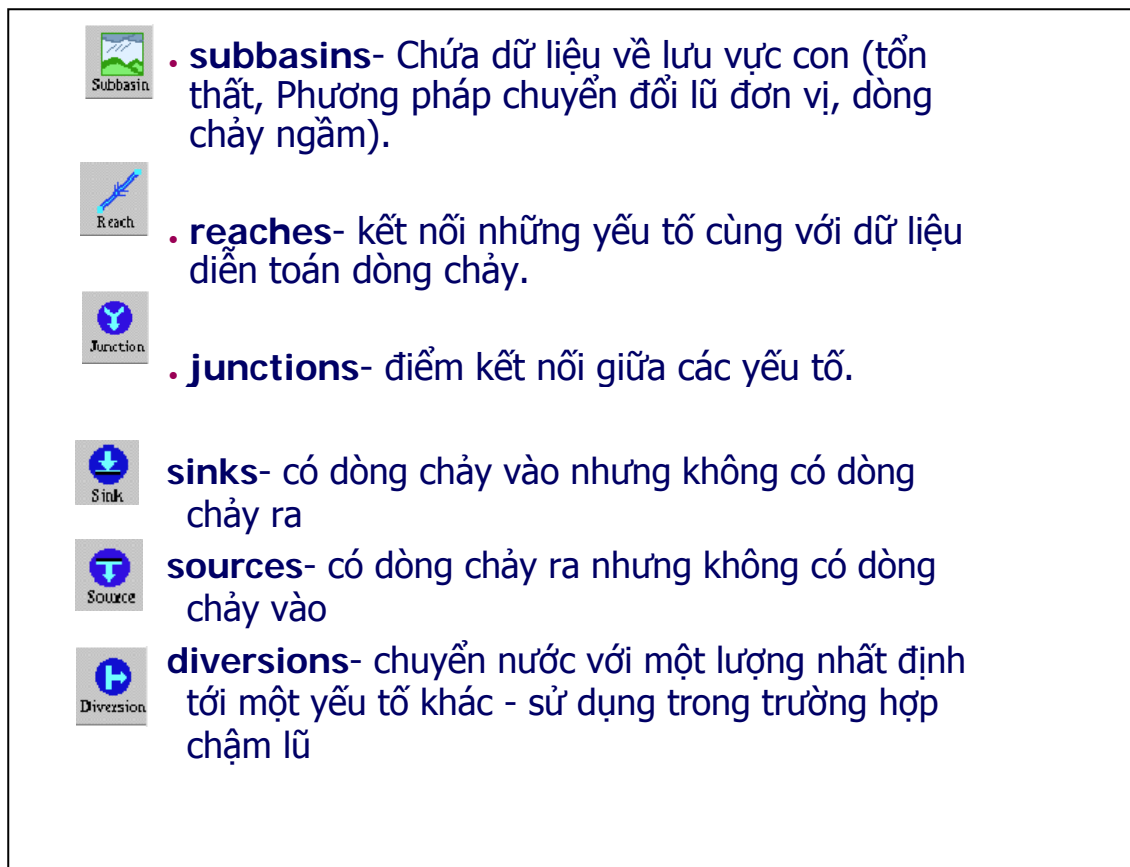 • subbasins- Chứa dữ liệu về lưu vực con (tổn
Subbasin
thất, Phương pháp chuyển đổi lũ đơn vị, dòng
chảy ngầm).
Reach
• reaches- kết nối những yếu tố cùng với dữ liệu
diễn toán dòng chảy.
Junction
• junctions- điểm kết nối giữa các yếu tố.
sinks- có dòng chảy vào nhưng không có dòng
Sink
chảy ra
sources- có dòng chảy ra nhưng không có dòng
Source
chảy vào
diversions- chuyển nước với một lượng nhất định
Diversion
tới một yếu tố khác - sử dụng trong trường hợp
chậm lũ